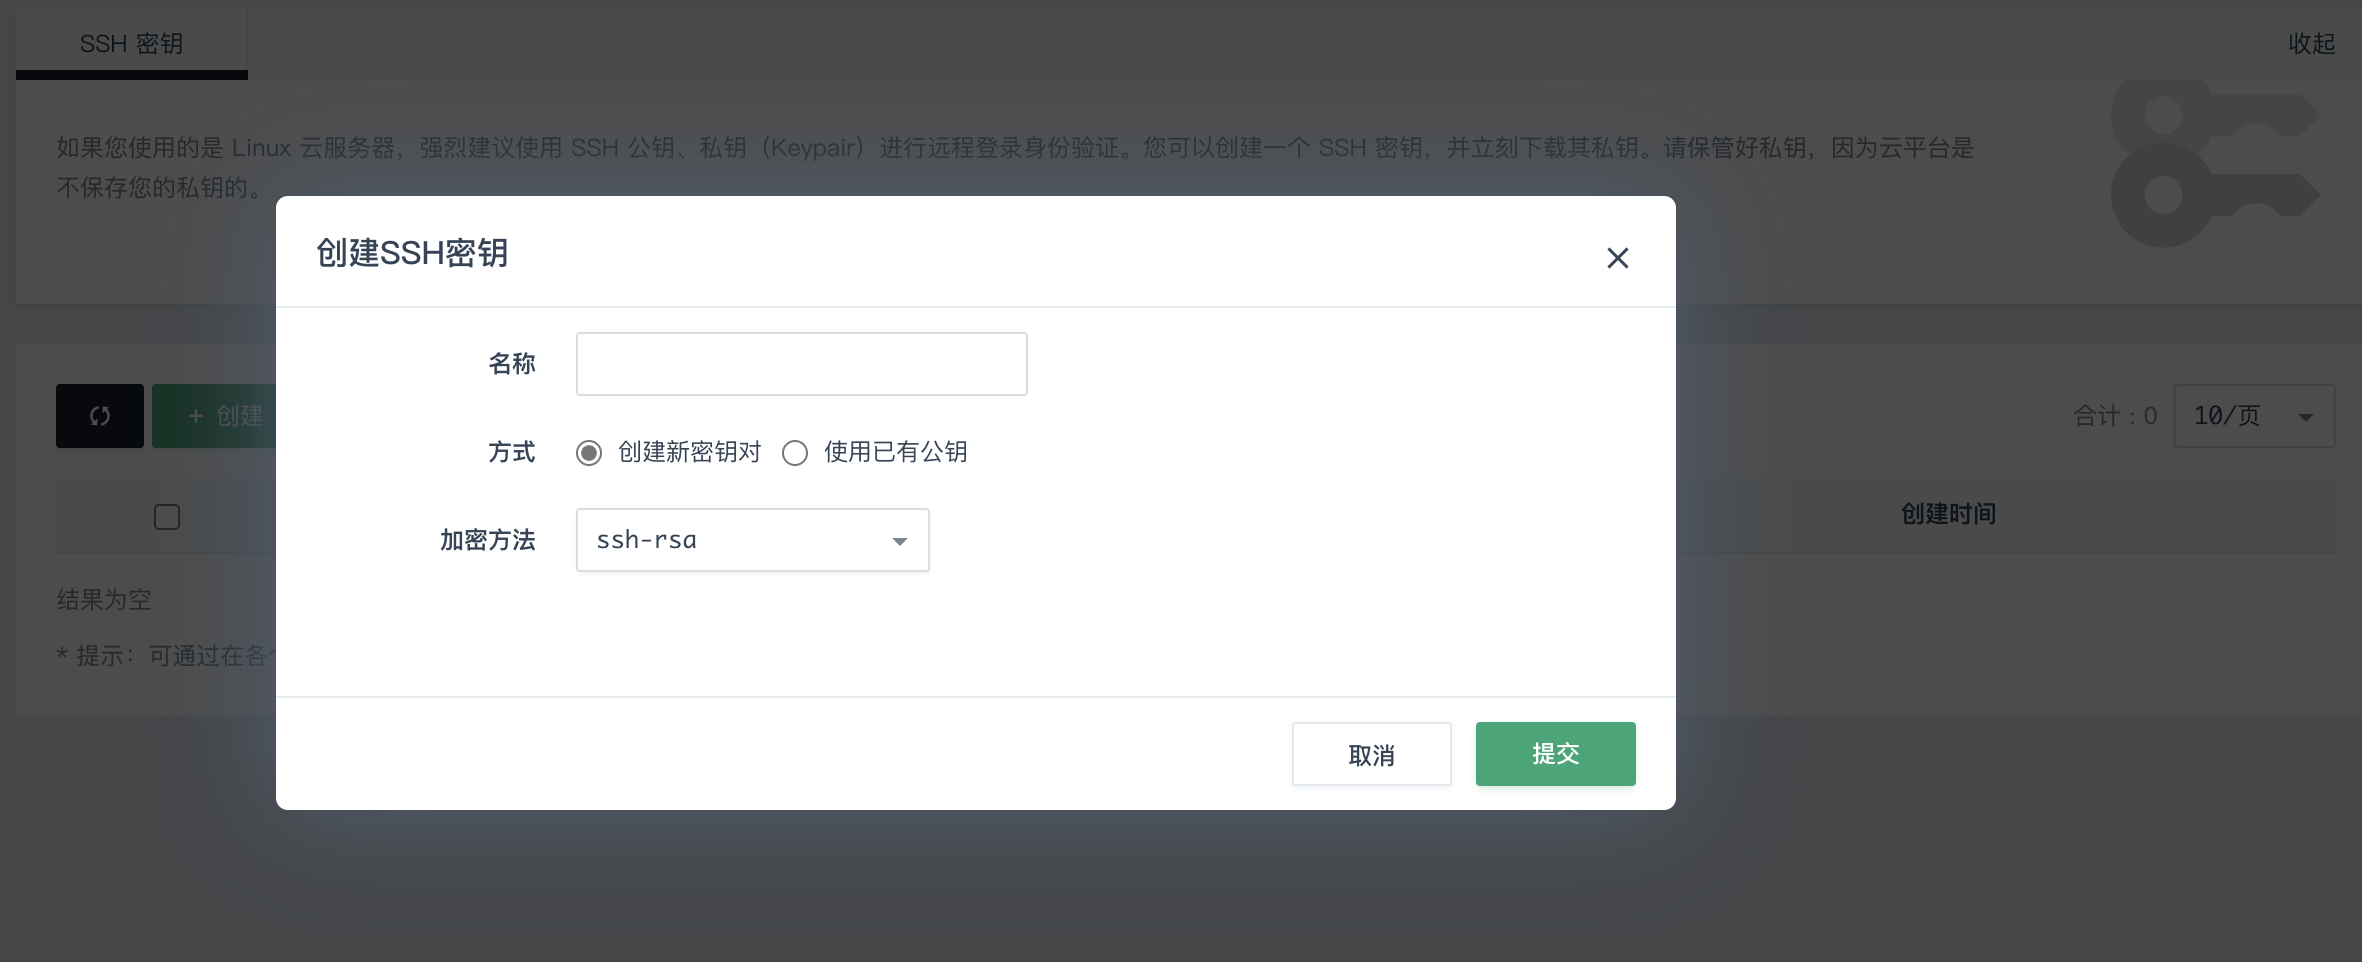 SSH 密钥
收起
如果您使用的是 Linux 云服务器，强烈建议使用 SSH 公钥、私钥（Keypair）进行远程登录身份验证。您可以创建一个 SSH 密钥，并立刻下载其私钥。请保管好私钥，因为云平台是
不保存您的私钥的。
创建SSH密钥
名称
方式 创建新密钥对 使用已有公钥
加密方法 ssh-rsa
取消 提交
+ 创建
合计：0 10/页
创建时间
结果为空
* 提示：可通过在各